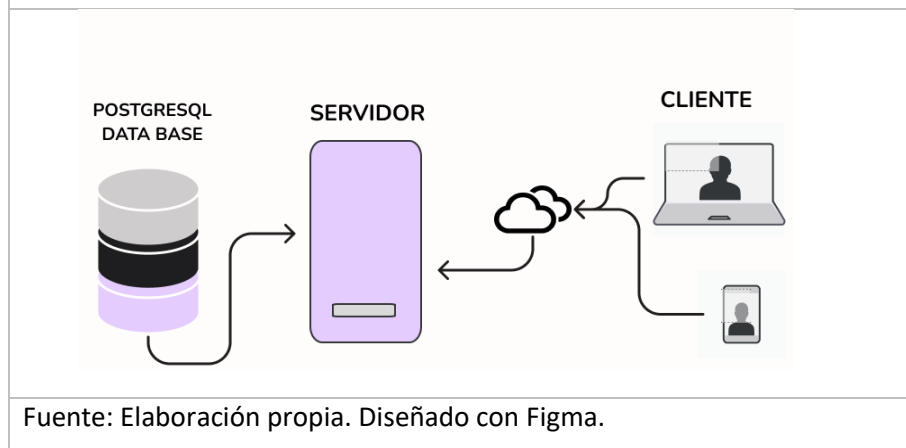 POSTGRESQL
DATA BASE
SERVIDOR
CLIENTE
Fuente: Elaboración propia. Diseñado con Figma.